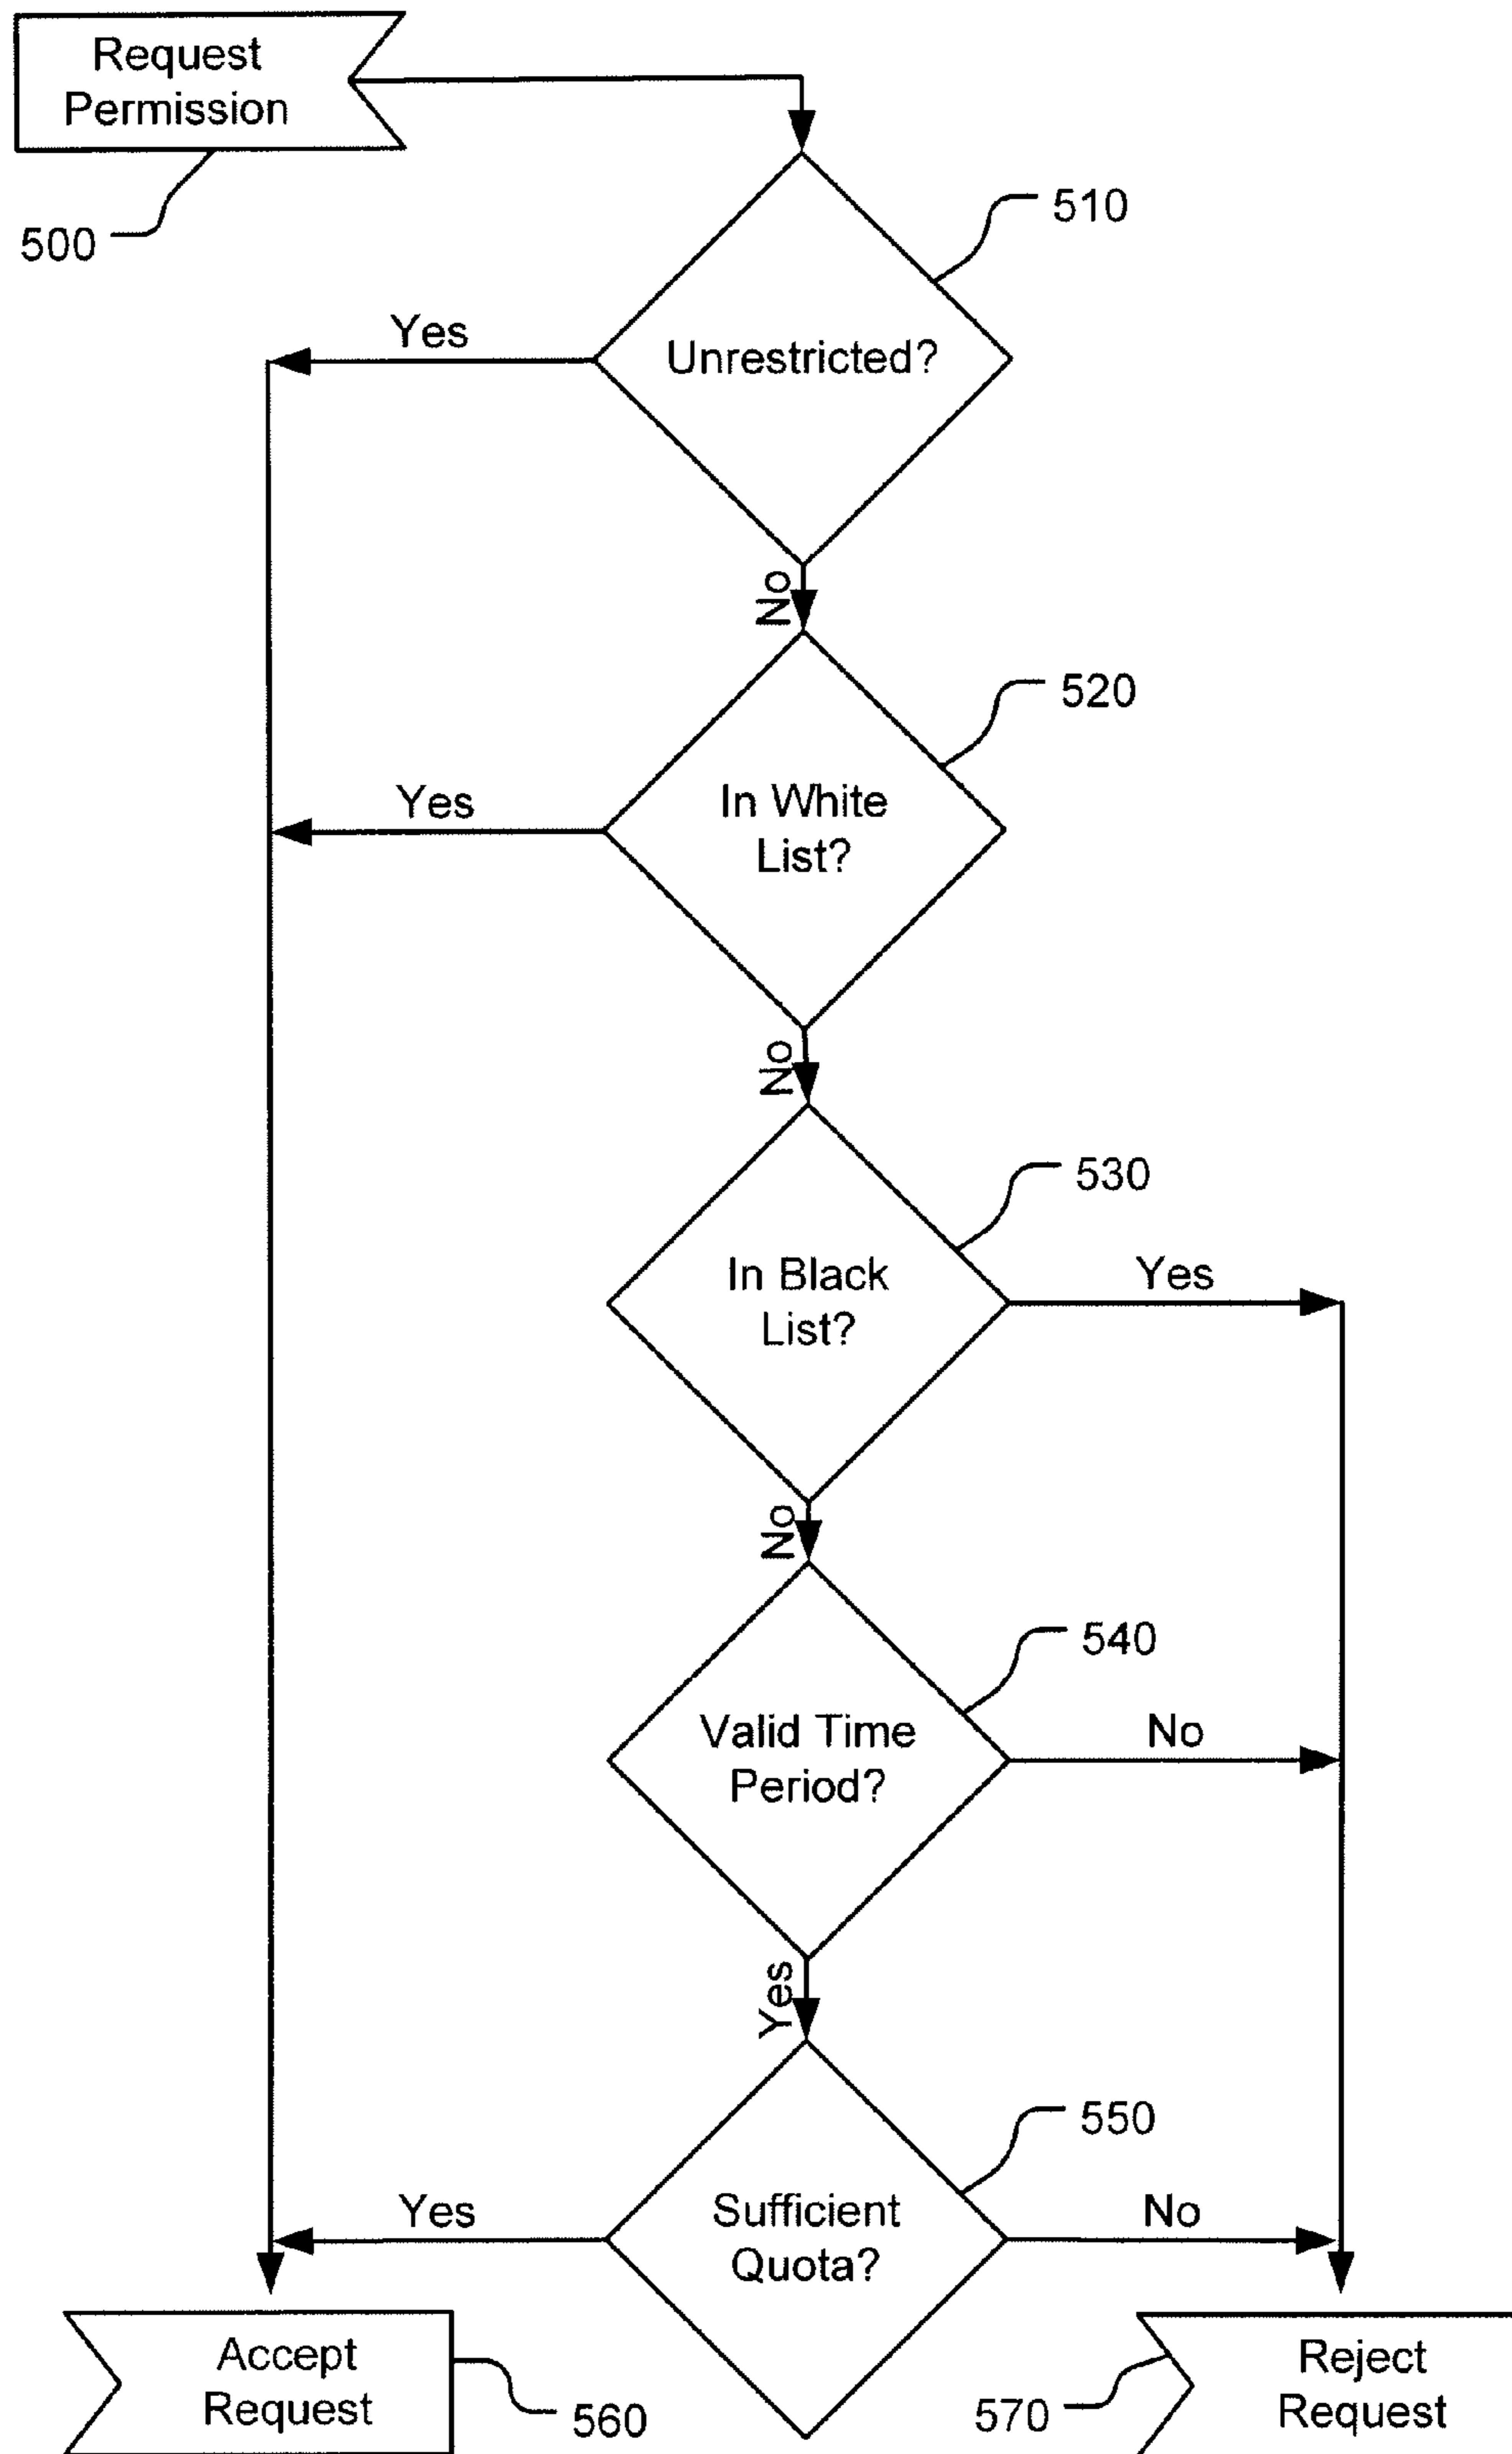 Request
Permission
500
510
Unrestricted?
Yes
No
520
In White
List?
Yes
No
530
In Black
List?
Yes
No
540
Valid Time
Period?
No
Yes
550
Sufficient
Quota?
Yes
No
Accept
Request
560
570
Reject
Request